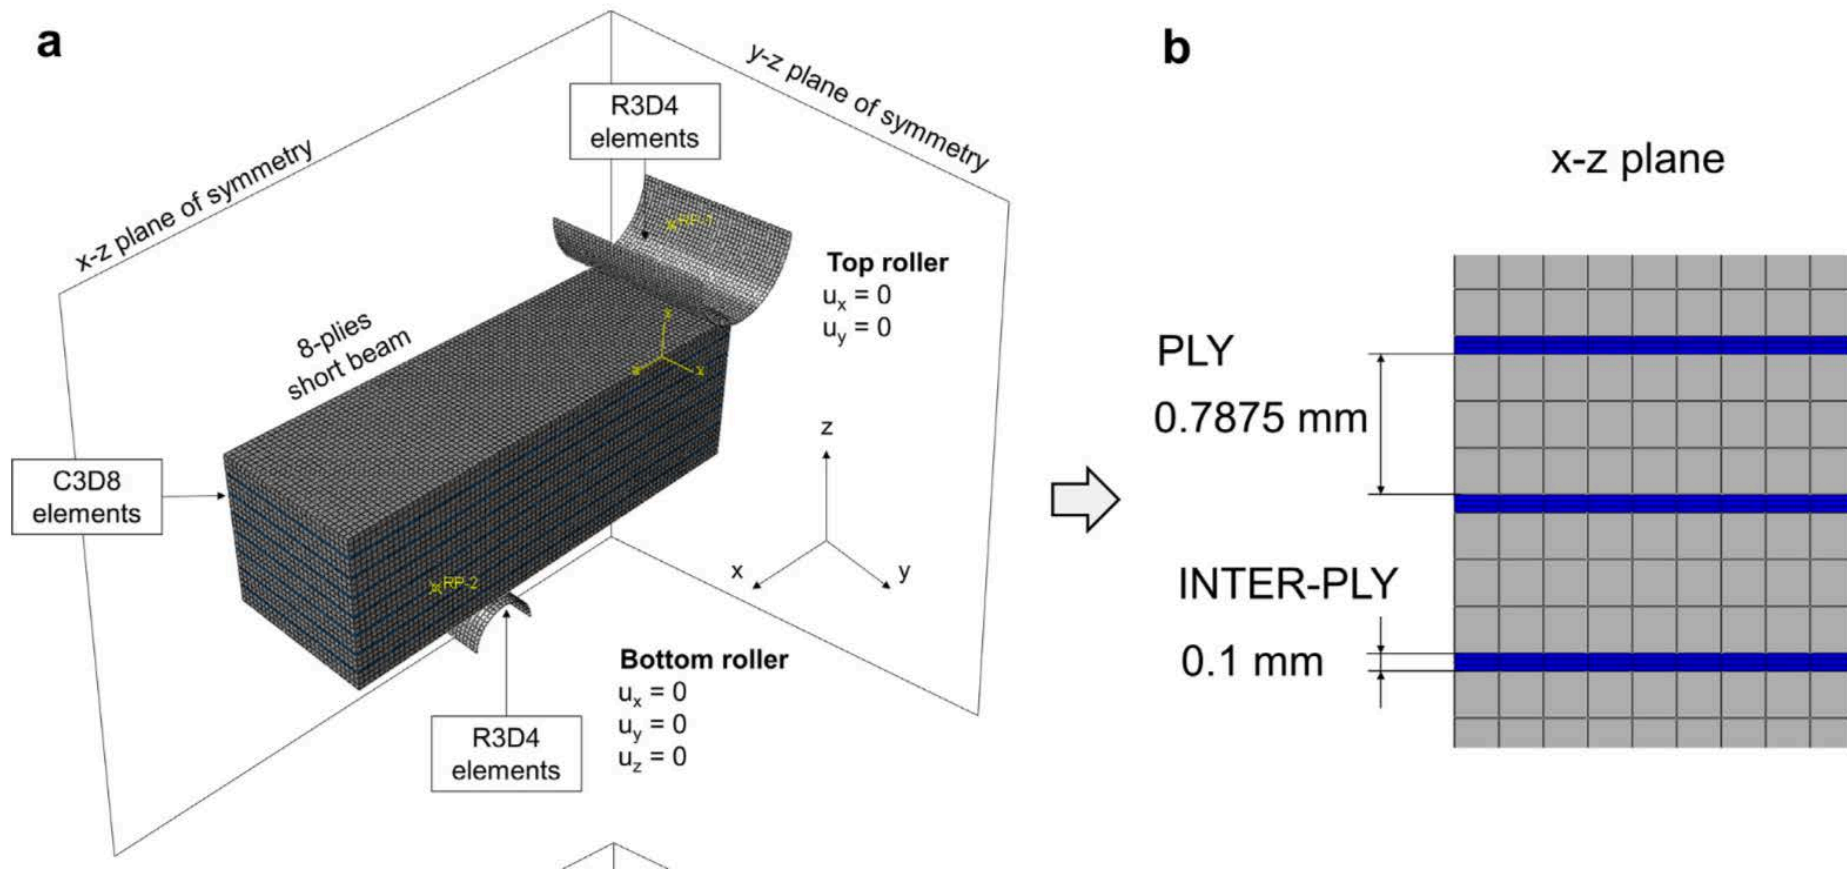 a
x-z plane of symmetry
y-z plane of symmetry
R3D4
elements
RP-1
Top roller
ux = 0
uy = 0
8-plies
short beam
C3D8
elements
z
x
y
RP-2
Bottom roller
ux = 0
uy = 0
uz = 0
R3D4
elements
b
x-z plane
PLY
0.7875 mm
INTER-PLY
0.1 mm